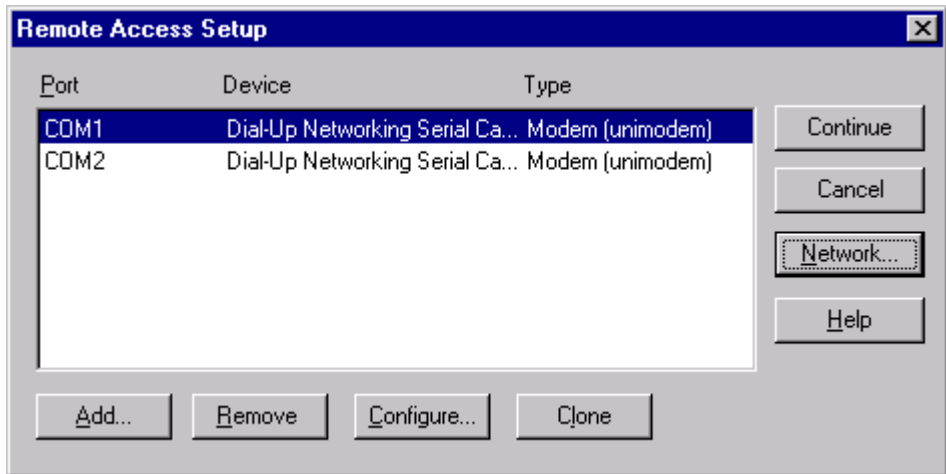 Remote Access Setup
Port Device Type
COM1 Dial-Up Networking Serial Ca... Modem (unimodem)
COM2 Dial-Up Networking Serial Ca... Modem (unimodem)
Continue
Cancel
Network...
Help
Add... Remove Configure... Clone